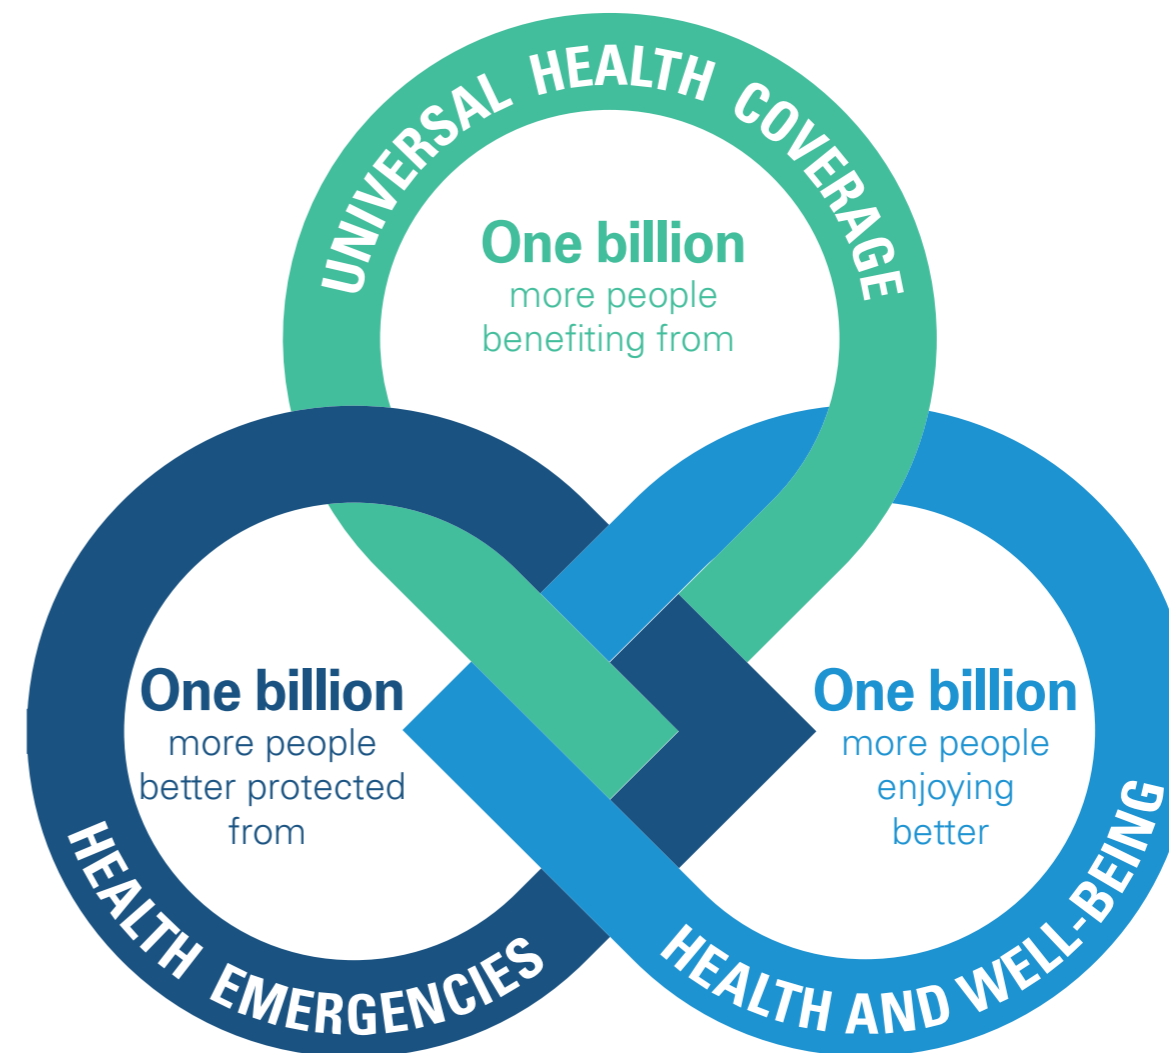 UNIVERSAL HEALTH COVERAGE
One billion
more people
benefiting from
One billion
more people
better protected
from
HEALTH EMERGENCIES
One billion
more people
enjoying
better
HEALTH AND WELL-BEING